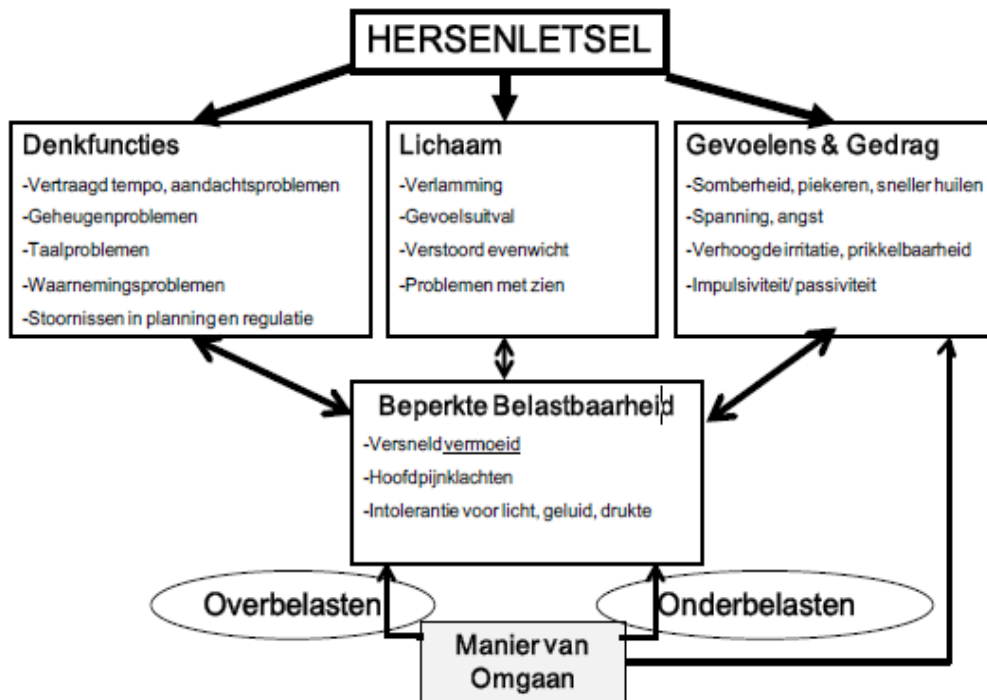 HERSENLETSEL
Denkfuncties
-Vertraagd tempo, aandachtsproblemen
-Geheugenproblemen
-Taalproblemen
-Waarnemingsproblemen
-Stoornissen in planning en regulatie
Lichaam
-Verlamming
-Gevoelsuitval
-Verstoord evenwicht
-Problemen met zien
Gevoelens & Gedrag
-Somberheid, piekeren, sneller huilen
-Spanning, angst
-Verhoogde irritatie, prikkelbaarheid
-Impulsiviteit/ passiviteit
Beperkte Belastbaarheid
-Versneld vermoeid
-Hoofdpijnklachten
-Intolerantie voor licht, geluid, drukte
Overbelasten
Onderbelasten
Manier van
Omgaan